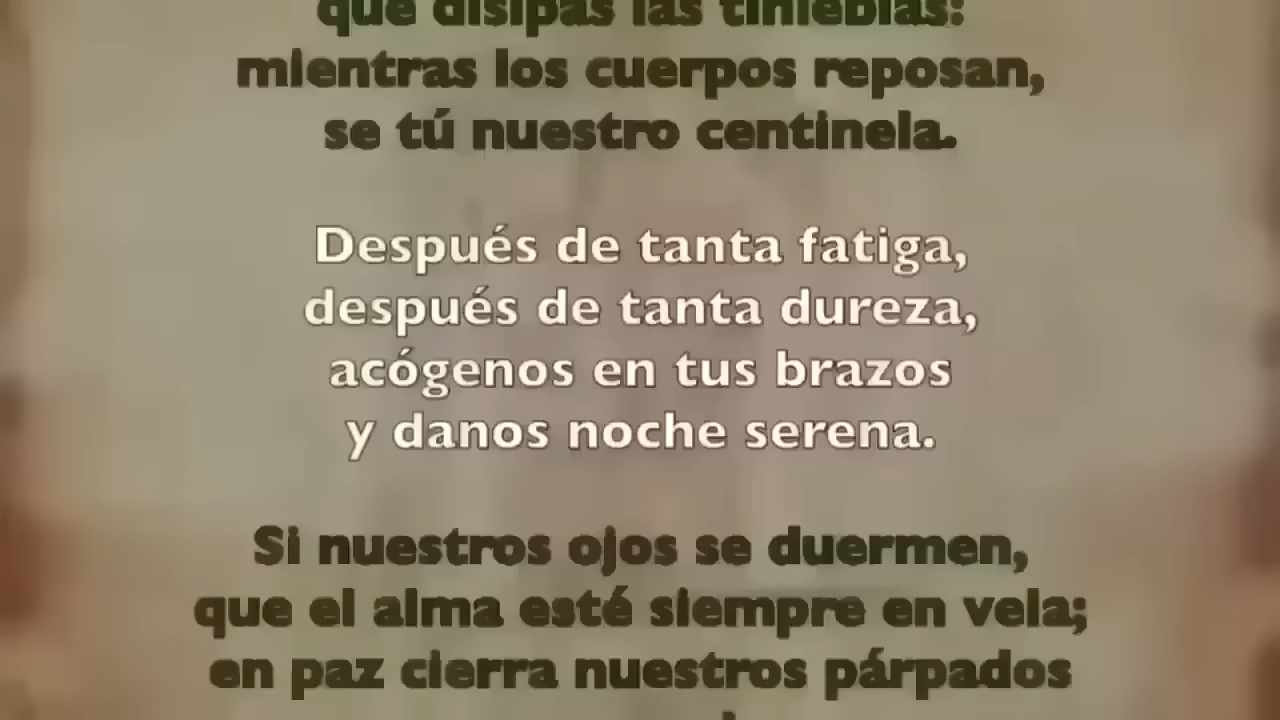 que disipas las tinieblas:
mientras los cuerpos reposan,
se tú nuestro centinela.
Después de tanta fatiga,
después de tanta dureza,
acógenos en tus brazos
y danos noche serena.
Si nuestros ojos se duermen,
que el alma esté siempre en vela;
en paz cierra nuestros párpados